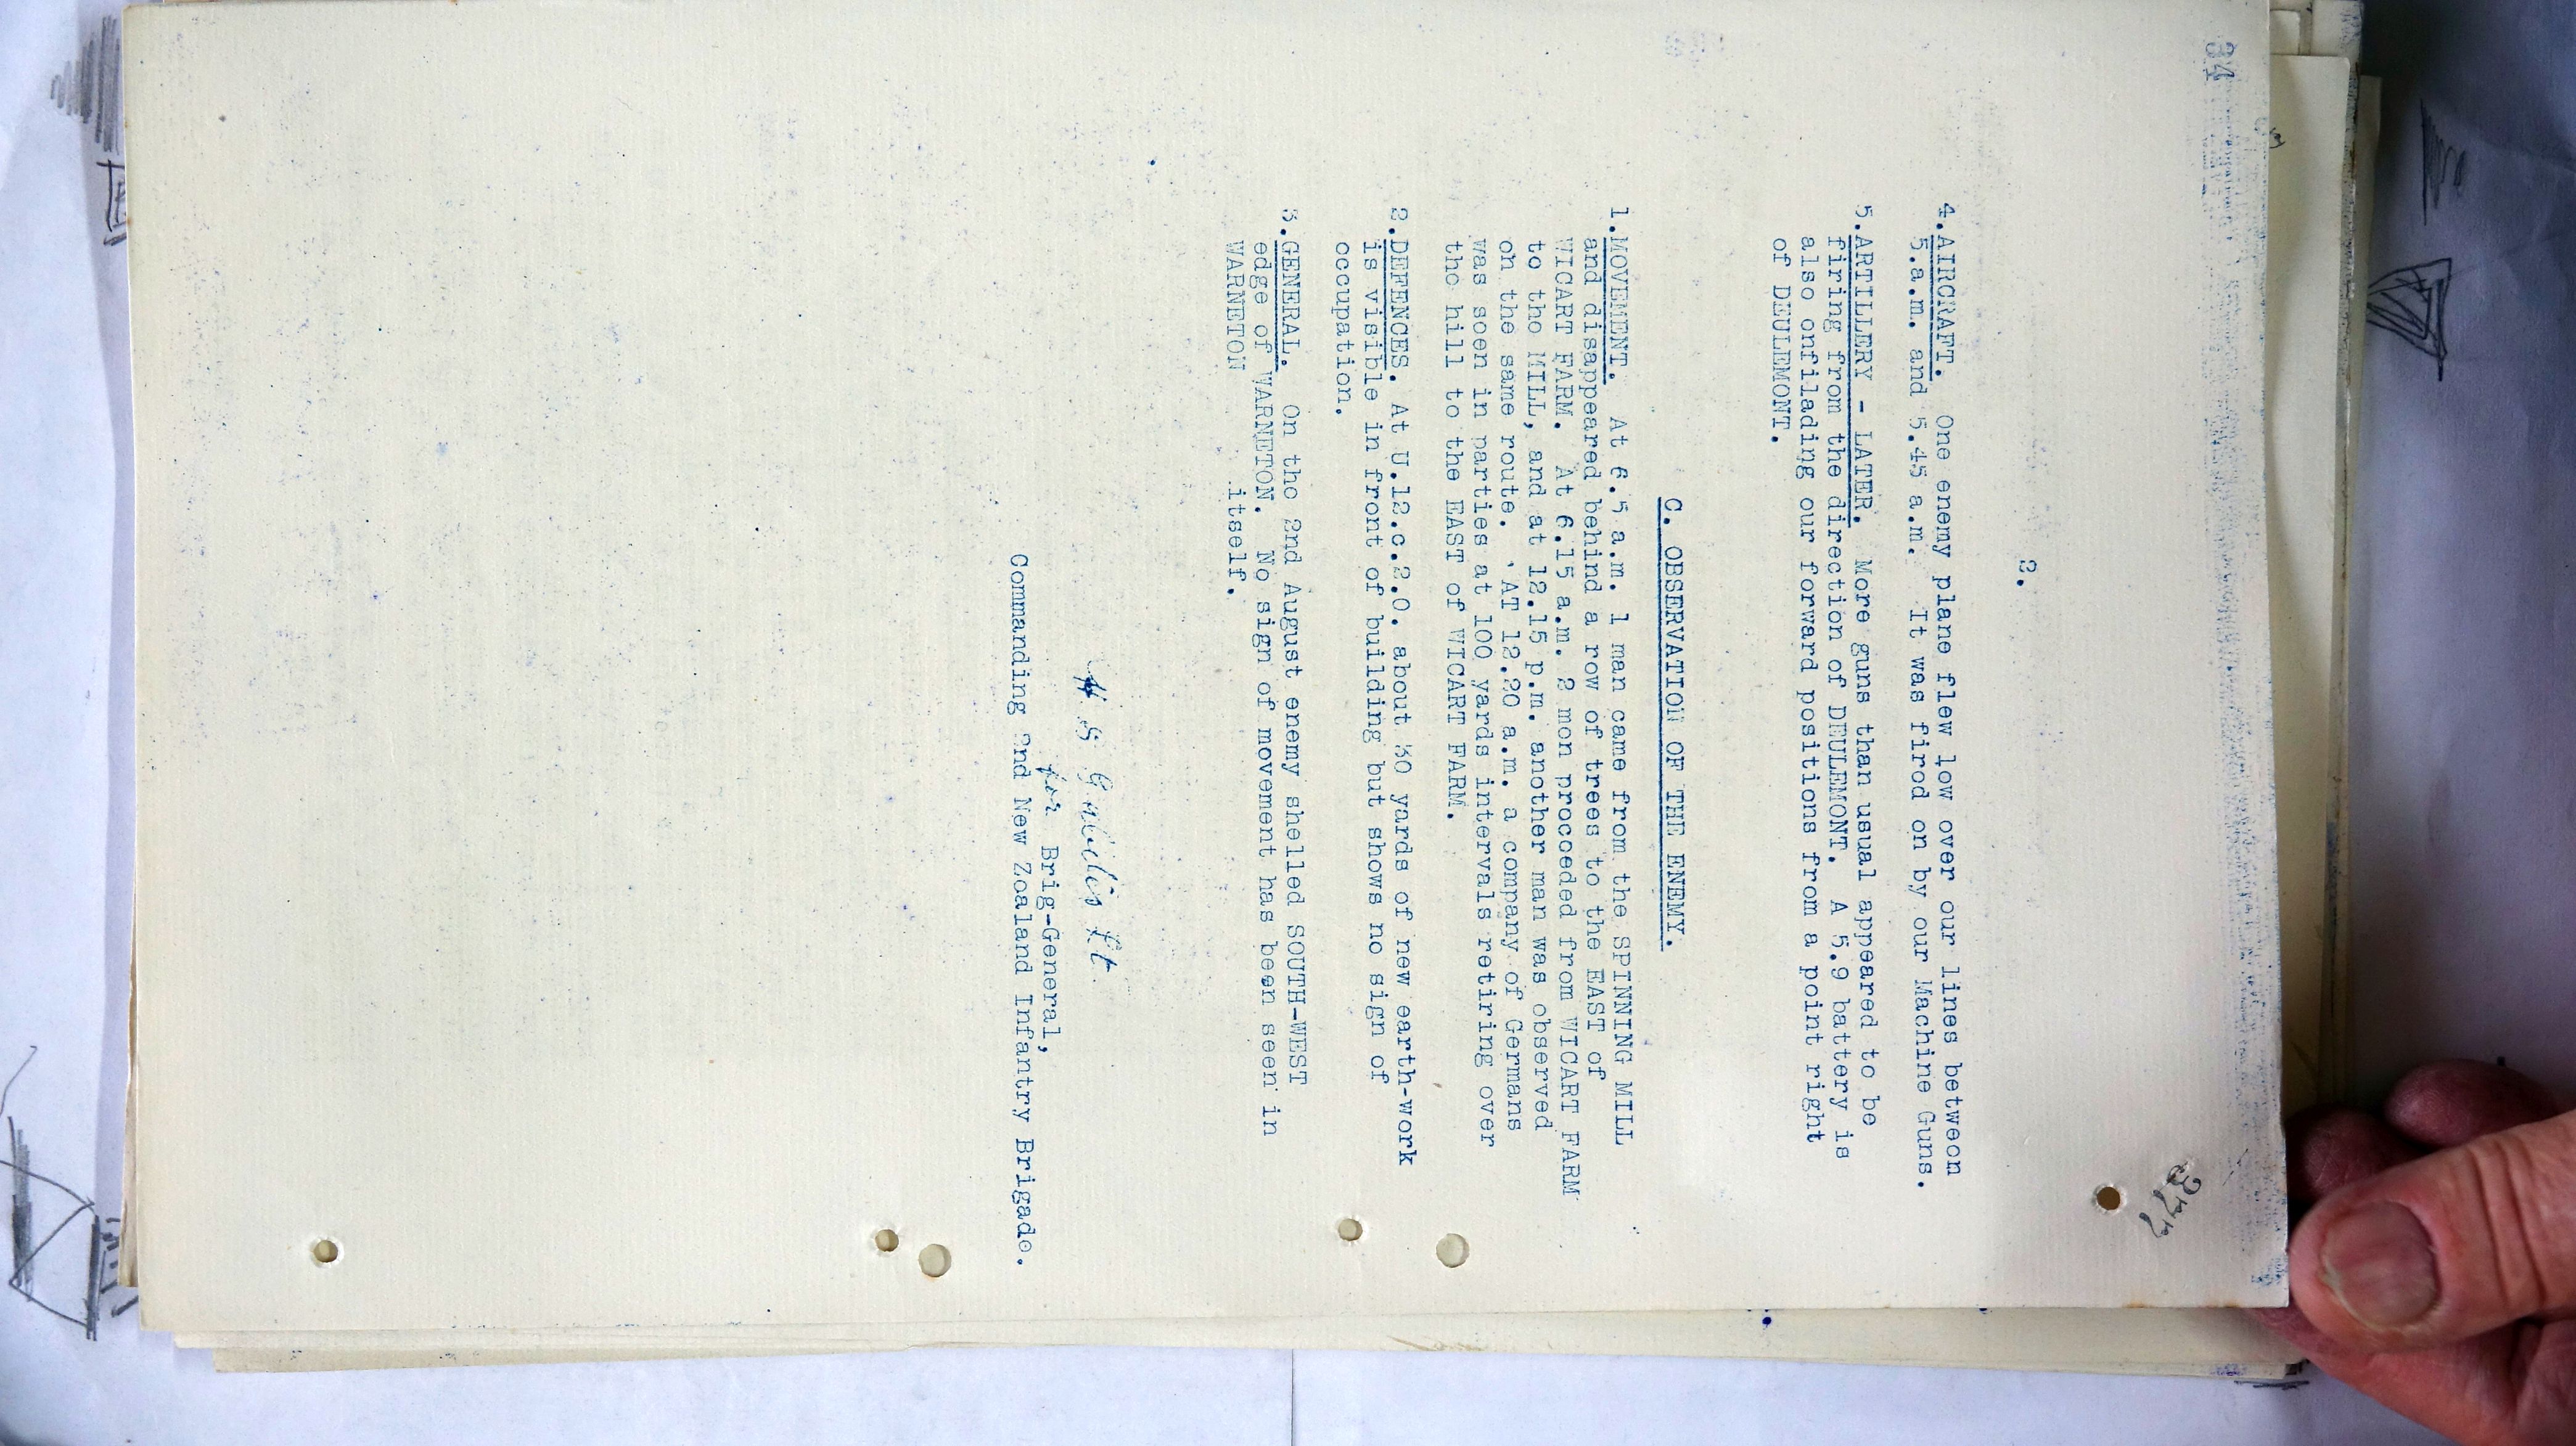 377
2.
4.AIRCRAFT. One enemy plane flew low over our lines between
5.a.m. and 5.45 a.m. It was fired on by our Machine Guns.
5.ARTILLERY - LATER. More guns than usual appeared to be
firing from the direction of DEULEMONT. A 5.9 battery is
also enfilading our forward positions from a point right
of DEULEMONT.
C. OBSERVATION OF THE ENEMY.
1.MOVEMENT. At 6.5 a.m. 1 man came from the SPINNING MILL
and disappeared behind a row of trees to the EAST of
WICART FARM. At 6.15 a.m. 2 men proceeded from WICART FARM
to the MILL, and at 12.15 p.m. another man was observed
on the same route. AT 12.20 a.m. a company of Germans
was seen in parties at 100 yards intervals retiring over
the hill to the EAST of WICART FARM.
2.DEFENCES. At U.12.c.2.0. about 30 yards of new earth-work
is visible in front of building but shows no sign of
occupation.
3.GENERAL. On the 2nd August enemy shelled SOUTH-WEST
edge of WARNETON. No sign of movement has been seen in
WARNETON itself.
Lt
for Brig-General,
Commanding 2nd New Zealand Infantry Brigade.